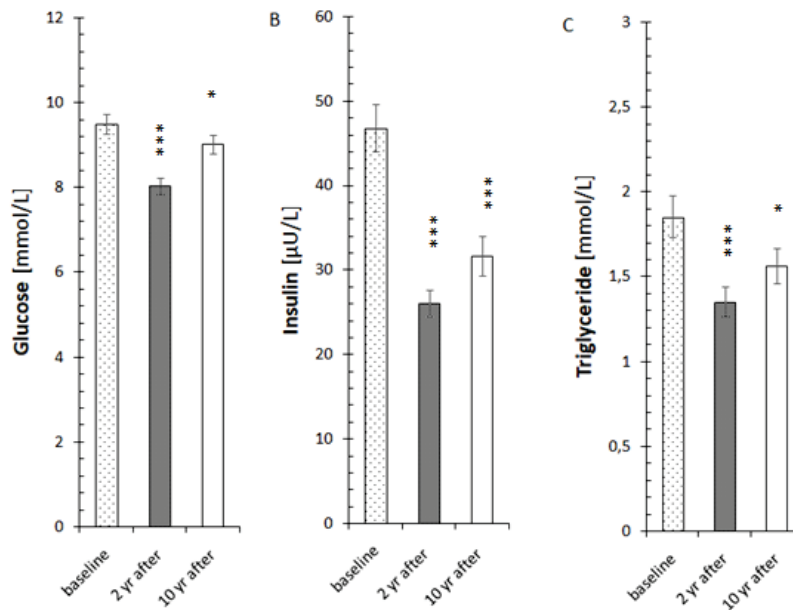 12
10
8
6
4
2
0
Glucose [mmol/L]
*
***
baseline
2 yr after
10 yr after
B
60
50
40
30
20
10
0
Insulin [µU/L]
***
***
baseline
2 yr after
10 yr after
C
3
2,5
2
1,5
1
0,5
0
Triglyceride [mmol/L]
***
*
baseline
2 yr after
10 yr after